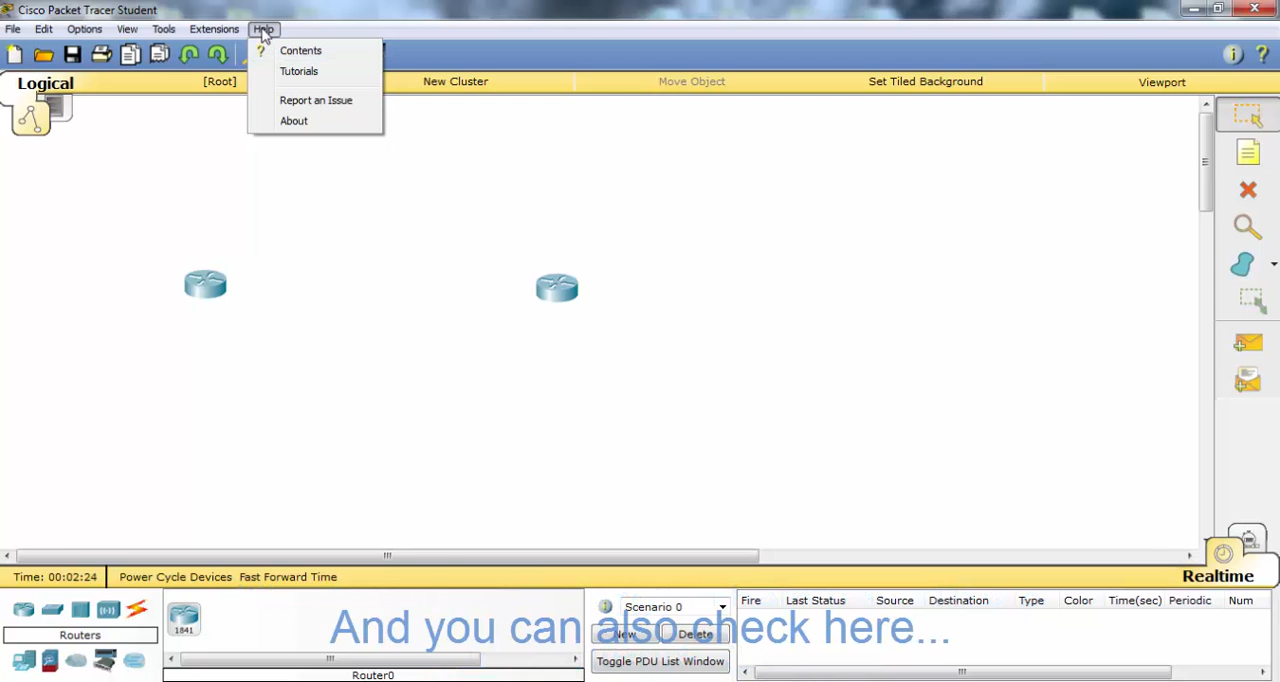 Cisco Packet Tracer Student
File Edit Options View Tools Extensions Help
? Contents
Tutorials
Report an Issue
About
Logical [Root] New Cluster Move Object Set Tiled Background Viewport
Time: 00:02:24 Power Cycle Devices Fast Forward Time Realtime
Routers
1841
Router0
Scenario 0
New Delete
Toggle PDU List Window
Fire Last Status Source Destination Type Color Time(sec) Periodic Num
And you can also check here...